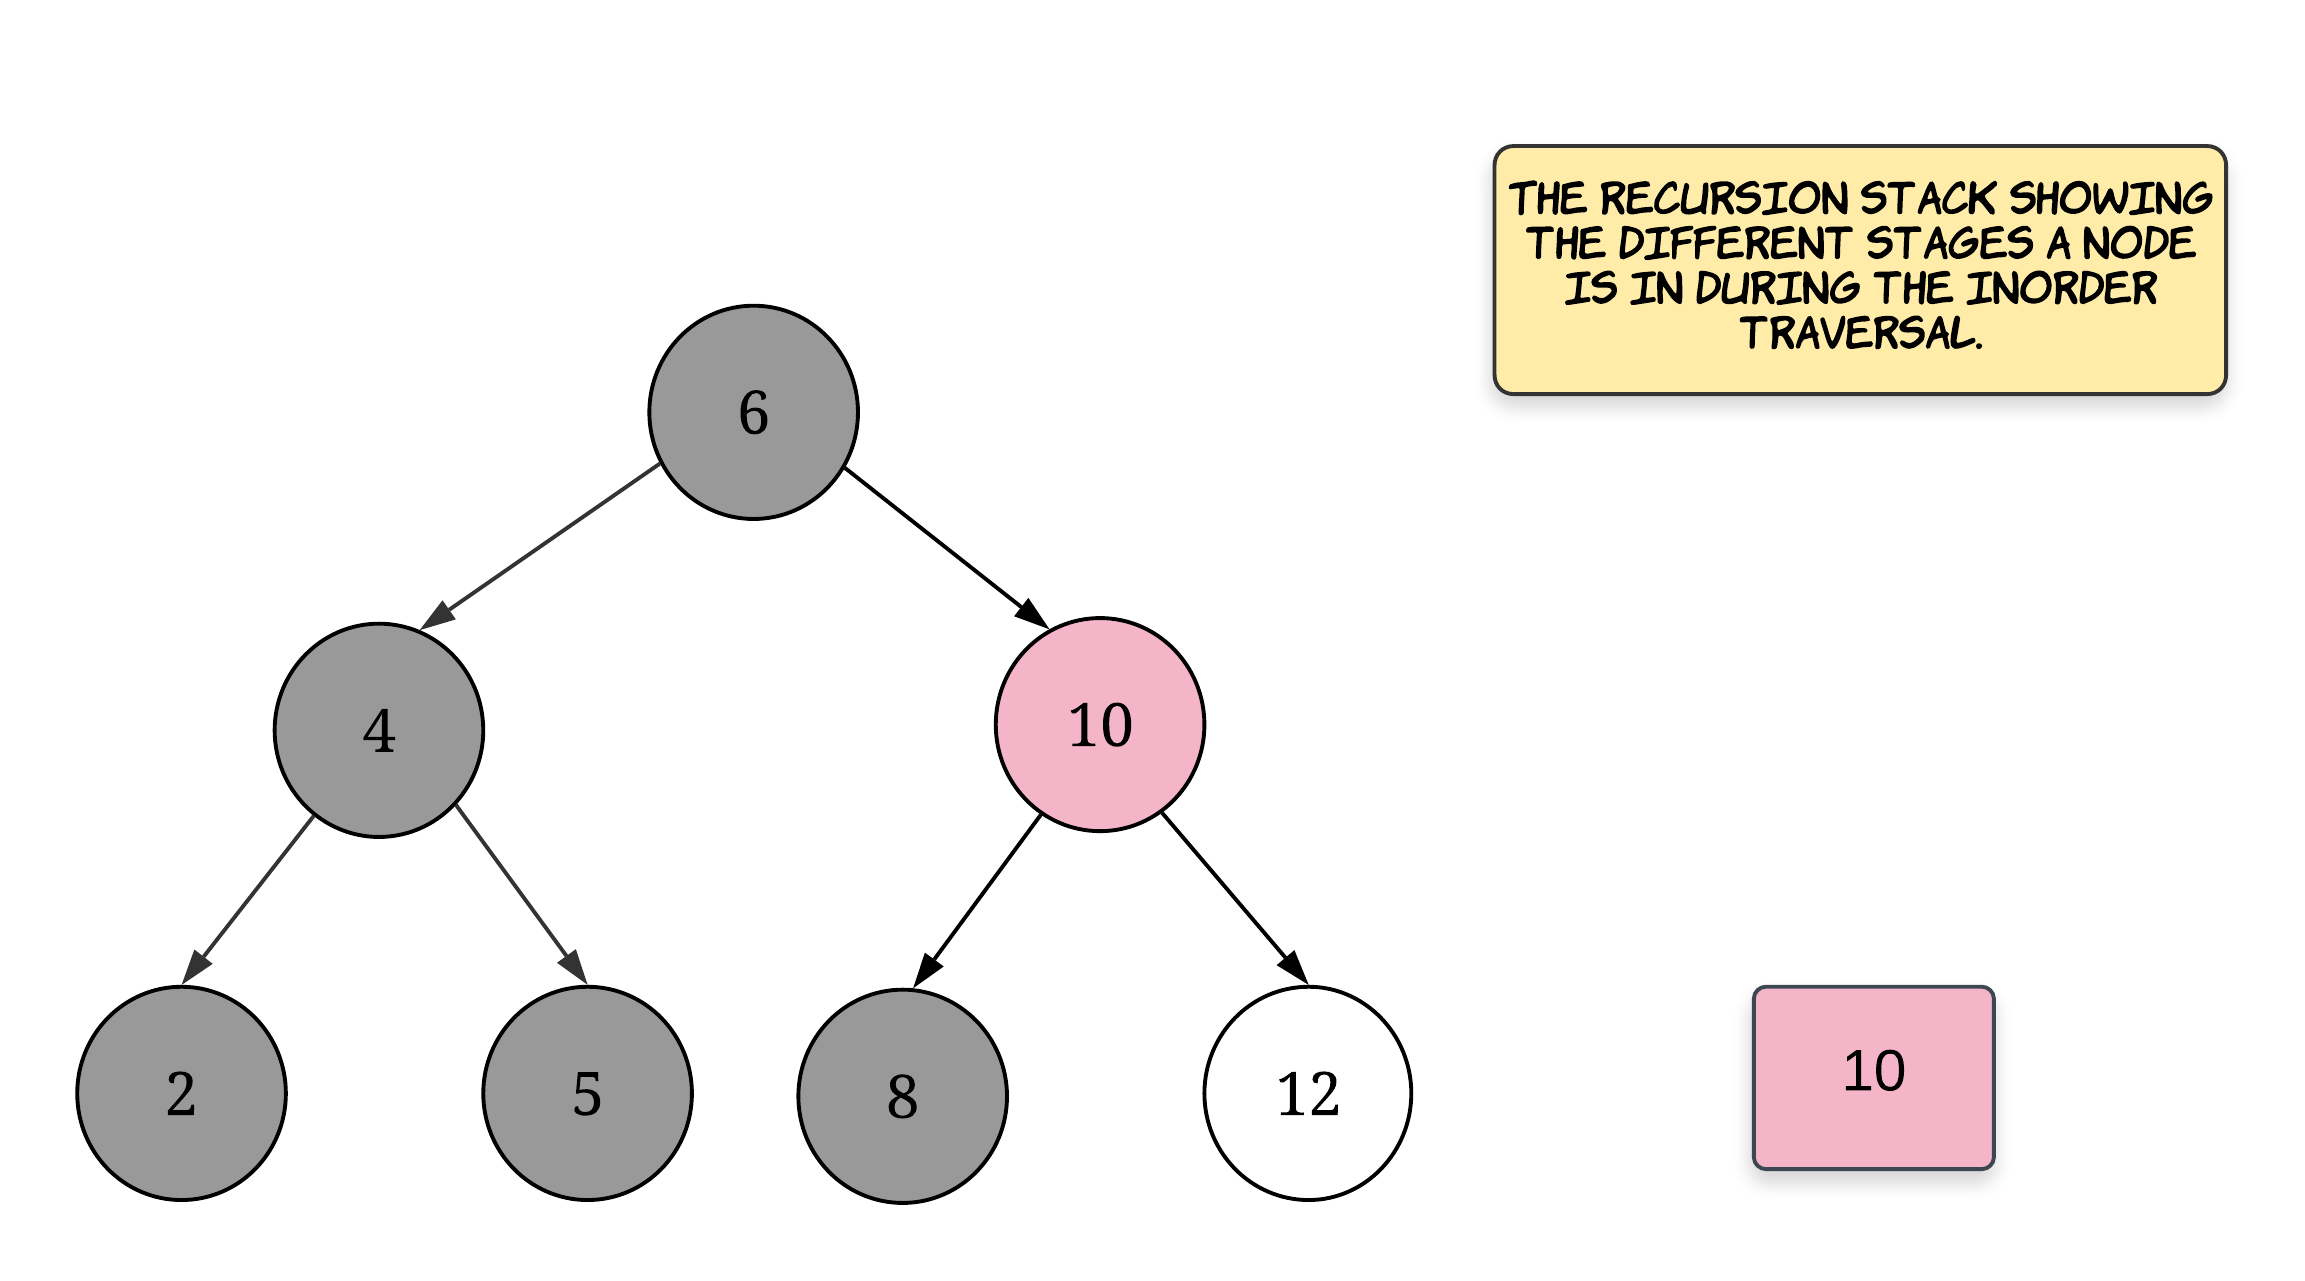 THE RECURSION STACK SHOWING
THE DIFFERENT STAGES A NODE
IS IN DURING THE INORDER
TRAVERSAL.
6
4
10
2
5
8
12
10